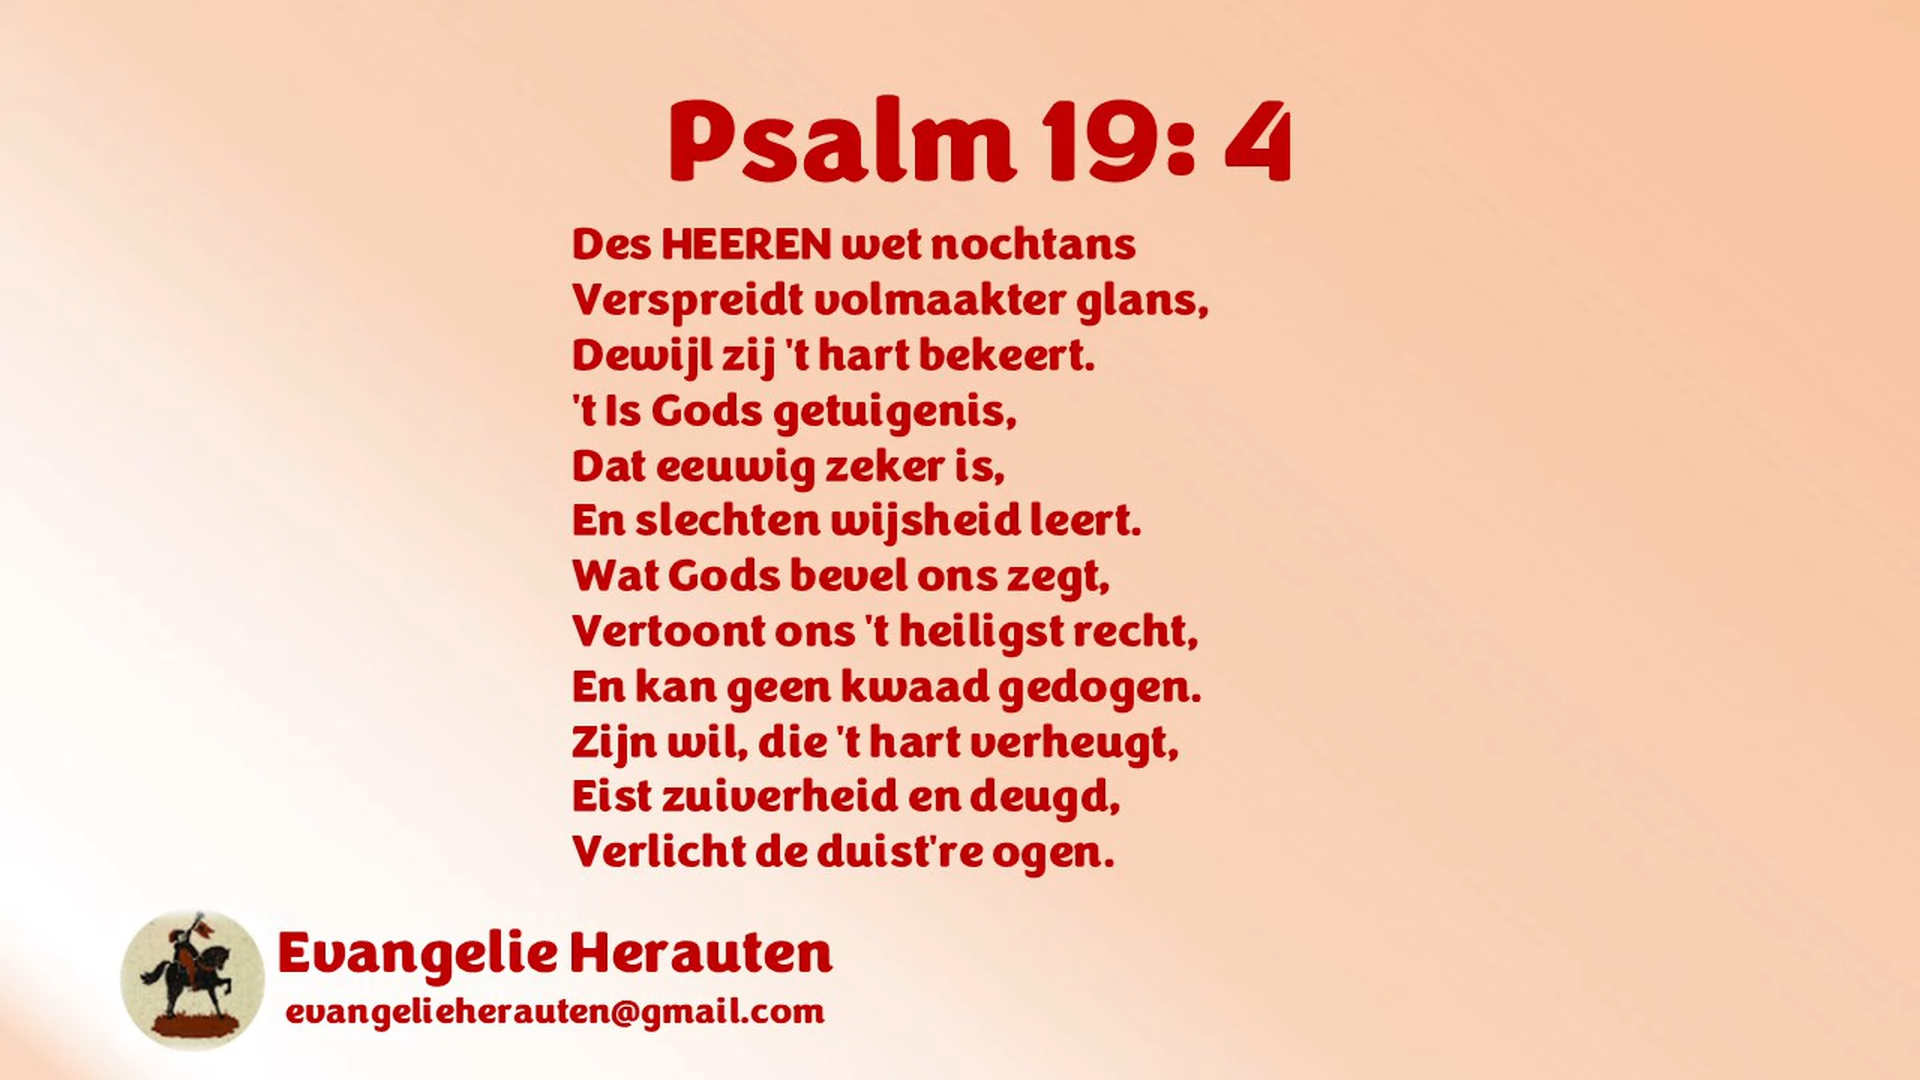 Psalm 19: 4
Des HEEREN wet nochtans
Verspreidt volmaakter glans,
Dewijl zij 't hart bekeert.
't Is Gods getuigenis,
Dat eeuwig zeker is,
En slechten wijsheid leert.
Wat Gods bevel ons zegt,
Vertoont ons 't heiligst recht,
En kan geen kwaad gedogen.
Zijn wil, die 't hart verheugt,
Eist zuiverheid en deugd,
Verlicht de duist're ogen.
Evangelie Herauten
evangelieherauten@gmail.com